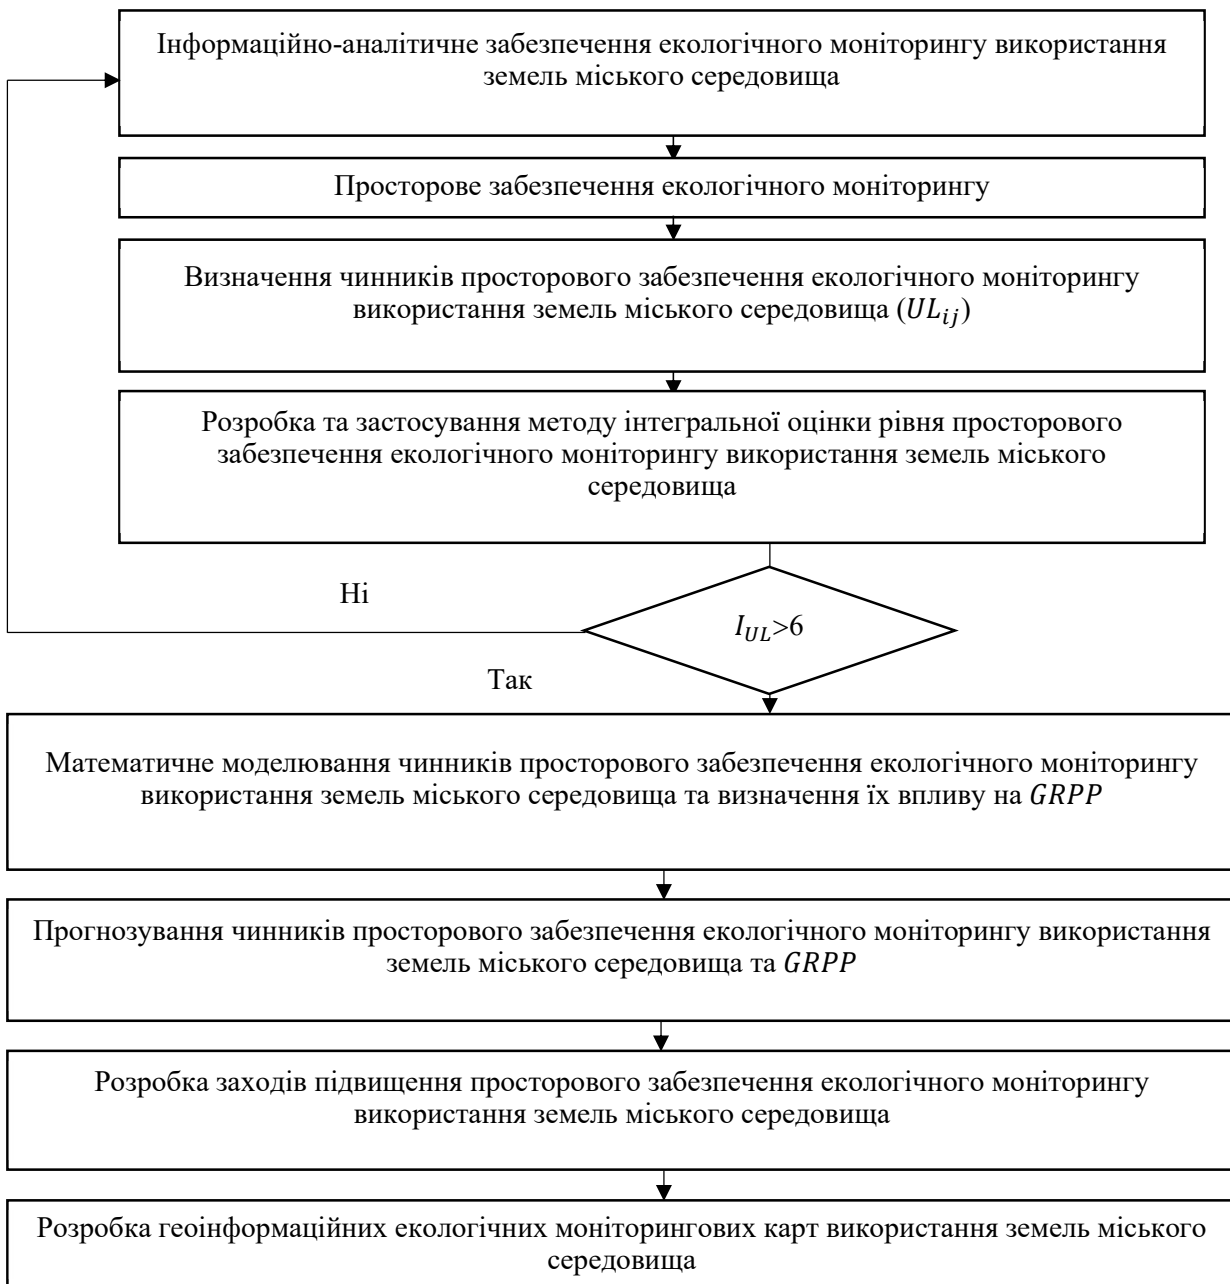 Інформаційно-аналітичне забезпечення екологічного моніторингу використання
земель міського середовища
Просторове забезпечення екологічного моніторингу
Визначення чинників просторового забезпечення екологічного моніторингу
використання земель міського середовища (UL_{ij})
Розробка та застосування методу інтегральної оцінки рівня просторового
забезпечення екологічного моніторингу використання земель міського
середовища
Ні
I_{UL}>6
Так
Математичне моделювання чинників просторового забезпечення екологічного моніторингу
використання земель міського середовища та визначення їх впливу на GRPP
Прогнозування чинників просторового забезпечення екологічного моніторингу використання
земель міського середовища та GRPP
Розробка заходів підвищення просторового забезпечення екологічного моніторингу
використання земель міського середовища
Розробка геоінформаційних екологічних моніторингових карт використання земель міського
середовища